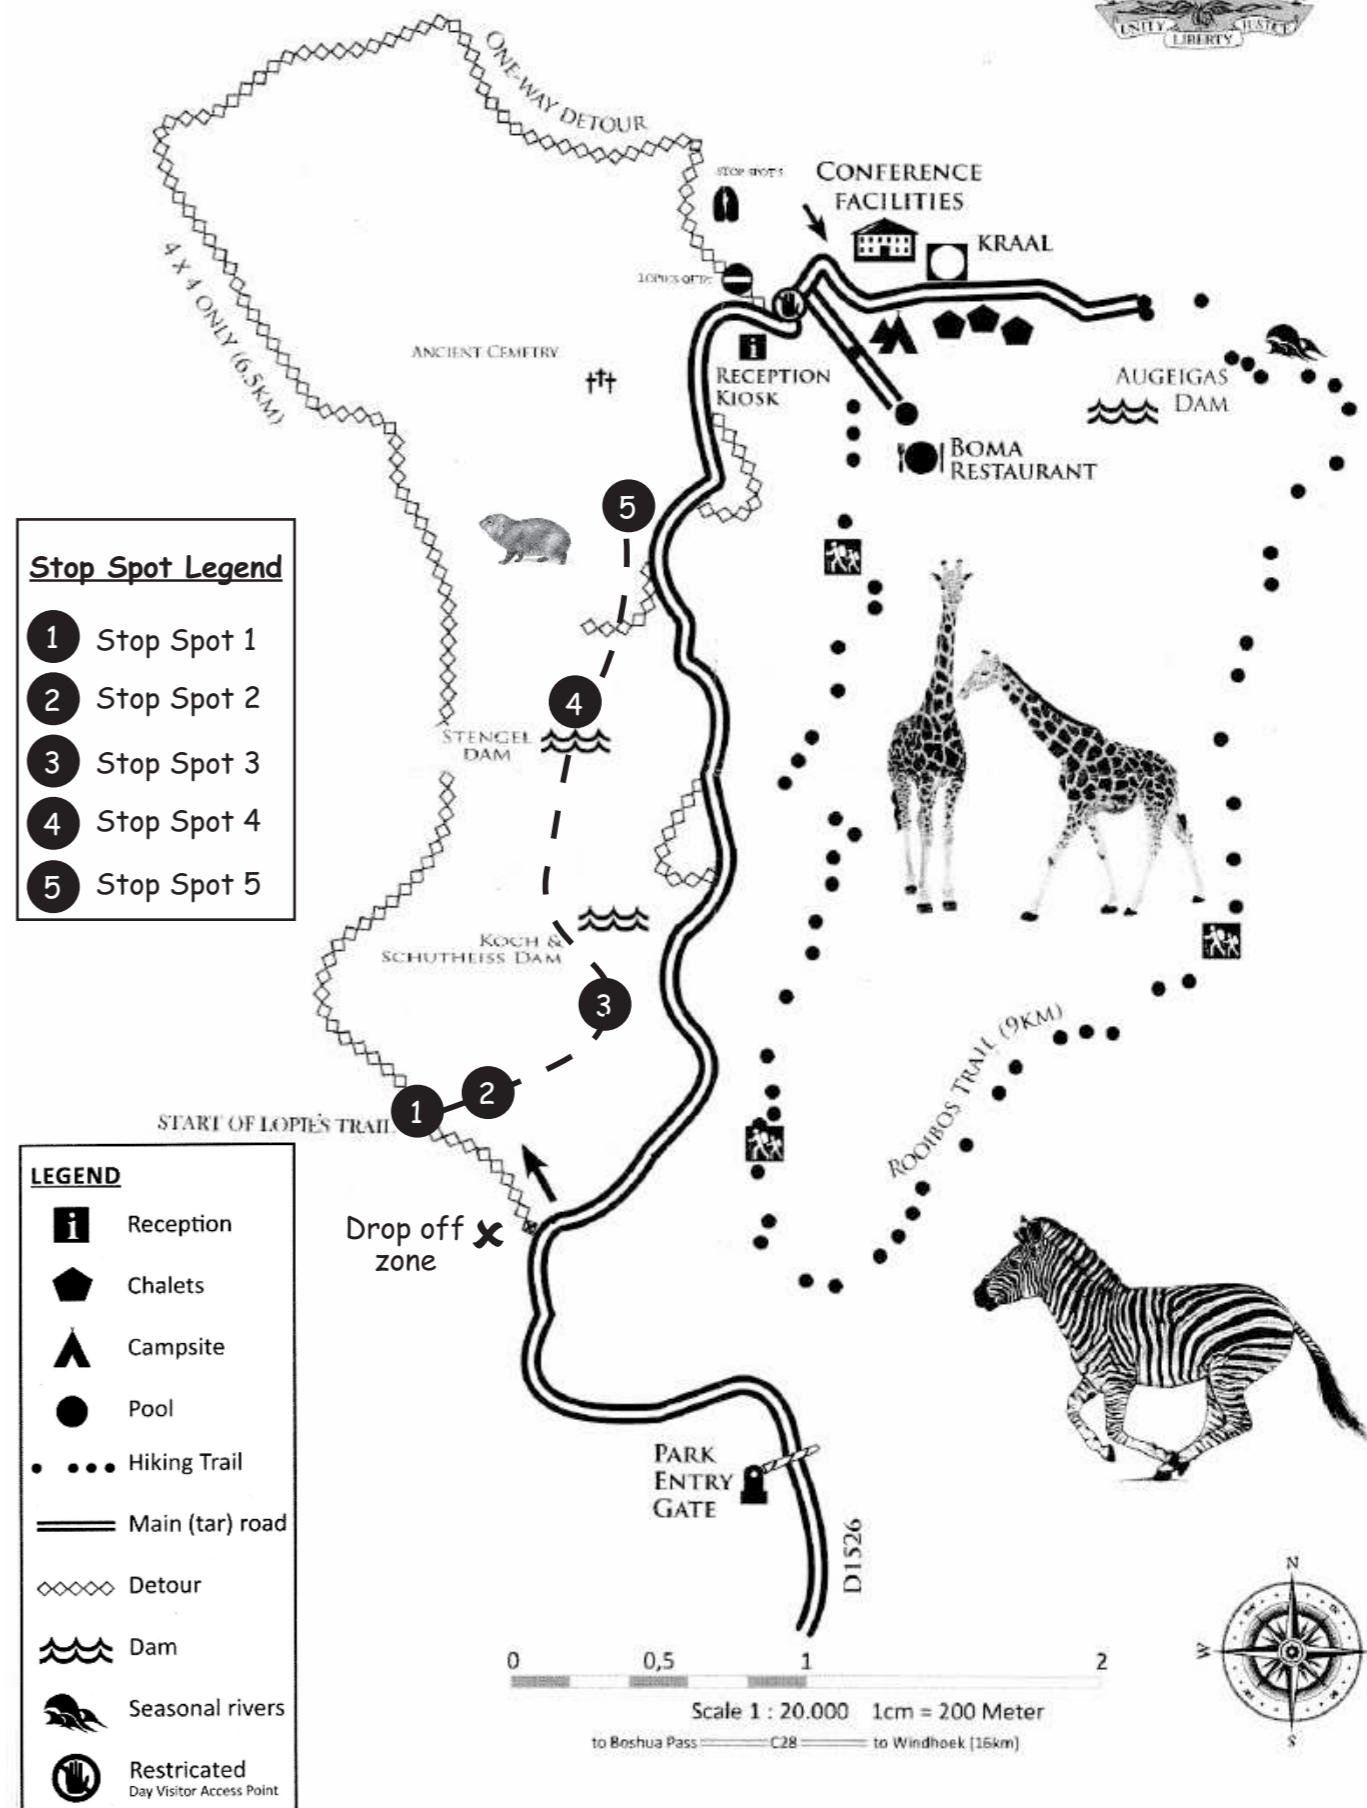 UNITY LIBERTY JUSTICE
ONE-WAY DETOUR
STOP SPOT 5
CONFERENCE
FACILITIES
KRAAL
4 X 4 ONLY (6.5KM)
ANCIENT CEMETRY
i
RECEPTION
KIOSK
AUGEIGAS
DAM
BOMA
RESTAURANT
5
Stop Spot Legend
1 Stop Spot 1
2 Stop Spot 2
3 Stop Spot 3
4 Stop Spot 4
5 Stop Spot 5
4
STENGEL
DAM
KOCH &
SCHUTHEISS DAM
3
ROOIBOS TRAIL (9KM)
2
1
START OF LOPIE'S TRAIL
Drop off
zone
LEGEND
i Reception
Chalets
Campsite
Pool
Hiking Trail
Main (tar) road
Detour
Dam
Seasonal rivers
Restricated
Day Visitor Access Point
PARK
ENTRY
GATE
D1526
N
W
S
0 0,5 1 2
Scale 1 : 20.000 1cm = 200 Meter
to Boshua Pass C28 to Windhoek (16km)